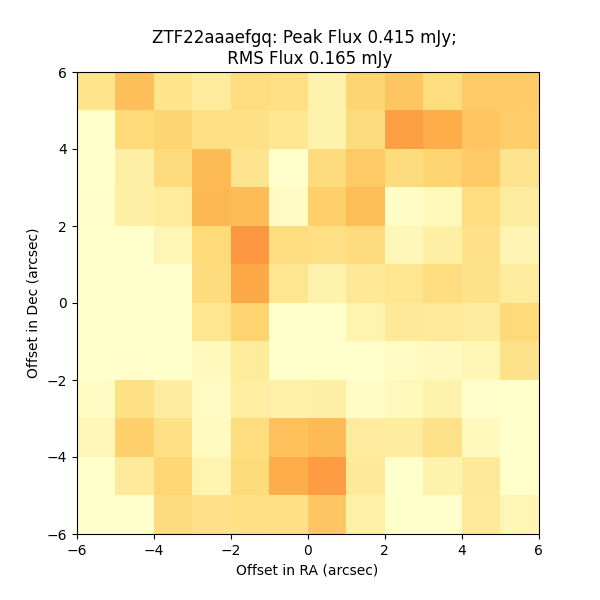 ZTF22aaaefgq: Peak Flux 0.415 mJy;
RMS Flux 0.165 mJy
6
4
2
0
−2
−4
−6
Offset in Dec (arcsec)
−6 −4 −2 0 2 4 6
Offset in RA (arcsec)